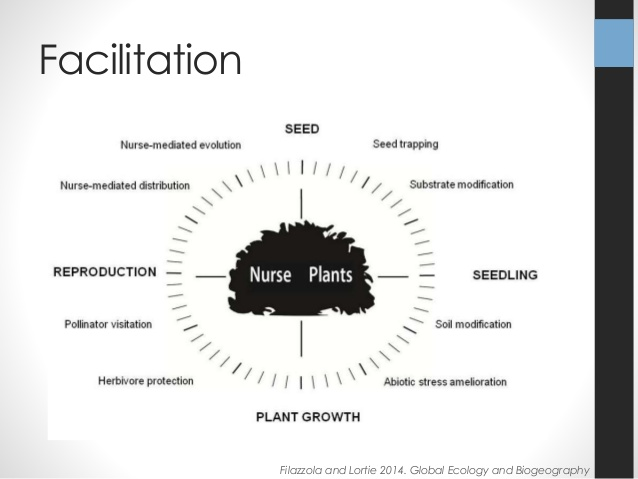 Facilitation
SEED
Nurse-mediated evolution
Seed trapping
Nurse-mediated distribution
Substrate modification
REPRODUCTION
Nurse Plants
SEEDLING
Pollinator visitation
Soil modification
Herbivore protection
Abiotic stress amelioration
PLANT GROWTH
Filazzola and Lortie 2014. Global Ecology and Biogeography